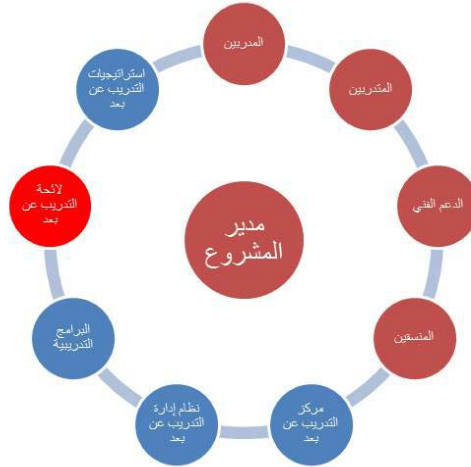 المدربين
المتدربين
الدعم الفني
المنسقين
مركز
التدريب عن
بعد
نظام إدارة
التدريب عن
بعد
البرامج
التدريبية
لائحة
التدريب عن
بعد
استراتيجيات
التدريب عن
بعد
مدير
المشروع